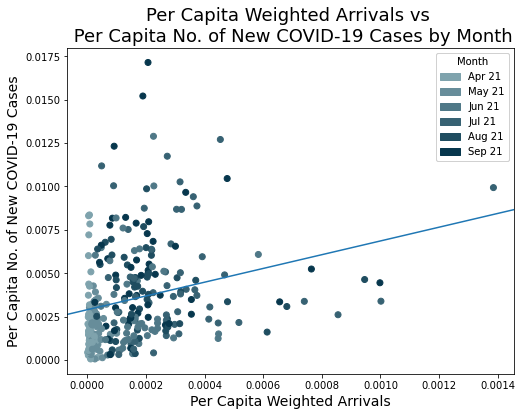 Per Capita Weighted Arrivals vs
Per Capita No. of New COVID-19 Cases by Month
Per Capita No. of New COVID-19 Cases
0.0175
0.0150
0.0125
0.0100
0.0075
0.0050
0.0025
0.0000
Month
Apr 21
May 21
Jun 21
Jul 21
Aug 21
Sep 21
0.0000 0.0002 0.0004 0.0006 0.0008 0.0010 0.0012 0.0014
Per Capita Weighted Arrivals